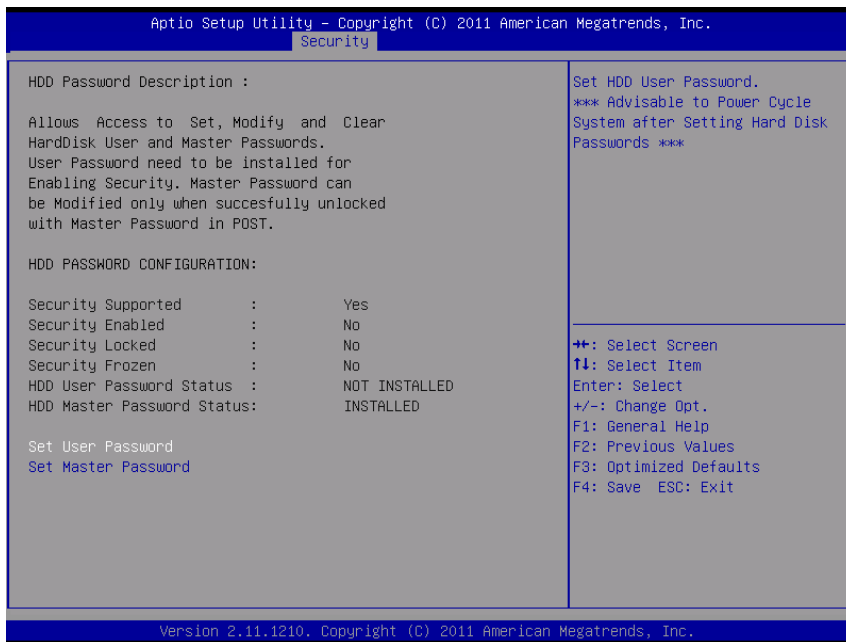 Aptio Setup Utility – Copyright (C) 2011 American Megatrends, Inc.
Security
HDD Password Description :
Allows Access to Set, Modify and Clear
HardDisk User and Master Passwords.
User Password need to be installed for
Enabling Security. Master Password can
be Modified only when succesfully unlocked
with Master Password in POST.
HDD PASSWORD CONFIGURATION:
Security Supported : Yes
Security Enabled : No
Security Locked : No
Security Frozen : No
HDD User Password Status : NOT INSTALLED
HDD Master Password Status: INSTALLED
Set User Password
Set Master Password
Set HDD User Password.
*** Advisable to Power Cycle
System after Setting Hard Disk
Passwords ***
→←: Select Screen
↑↓: Select Item
Enter: Select
+/-: Change Opt.
F1: General Help
F2: Previous Values
F3: Optimized Defaults
F4: Save ESC: Exit
Version 2.11.1210. Copyright (C) 2011 American Megatrends, Inc.